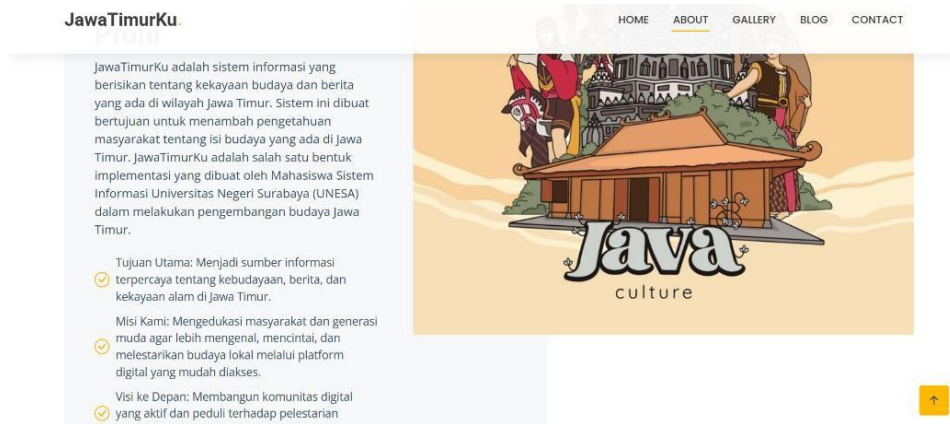 JawaTimurKu.
HOME ABOUT GALLERY BLOG CONTACT
Profil
JawaTimurKu adalah sistem informasi yang
berisikan tentang kekayaan budaya dan berita
yang ada di wilayah Jawa Timur. Sistem ini dibuat
bertujuan untuk menambah pengetahuan
masyarakat tentang isi budaya yang ada di Jawa
Timur. JawaTimurKu adalah salah satu bentuk
implementasi yang dibuat oleh Mahasiswa Sistem
Informasi Universitas Negeri Surabaya (UNESA)
dalam melakukan pengembangan budaya Jawa
Timur.
Tujuan Utama: Menjadi sumber informasi
terpercaya tentang kebudayaan, berita, dan
kekayaan alam di Jawa Timur.
Misi Kami: Mengedukasi masyarakat dan generasi
muda agar lebih mengenal, mencintai, dan
melestarikan budaya lokal melalui platform
digital yang mudah diakses.
Visi ke Depan: Membangun komunitas digital
yang aktif dan peduli terhadap pelestarian
Java
culture